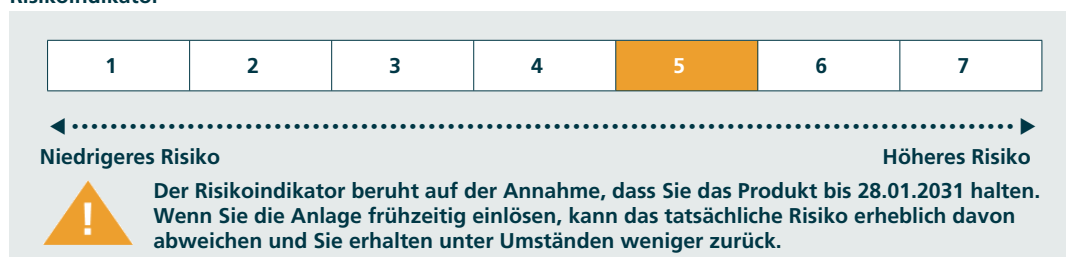 Risikoindikator
1 2 3 4 5 6 7
Niedrigeres Risiko Höheres Risiko
! Der Risikoindikator beruht auf der Annahme, dass Sie das Produkt bis 28.01.2031 halten.
Wenn Sie die Anlage frühzeitig einlösen, kann das tatsächliche Risiko erheblich davon
abweichen und Sie erhalten unter Umständen weniger zurück.